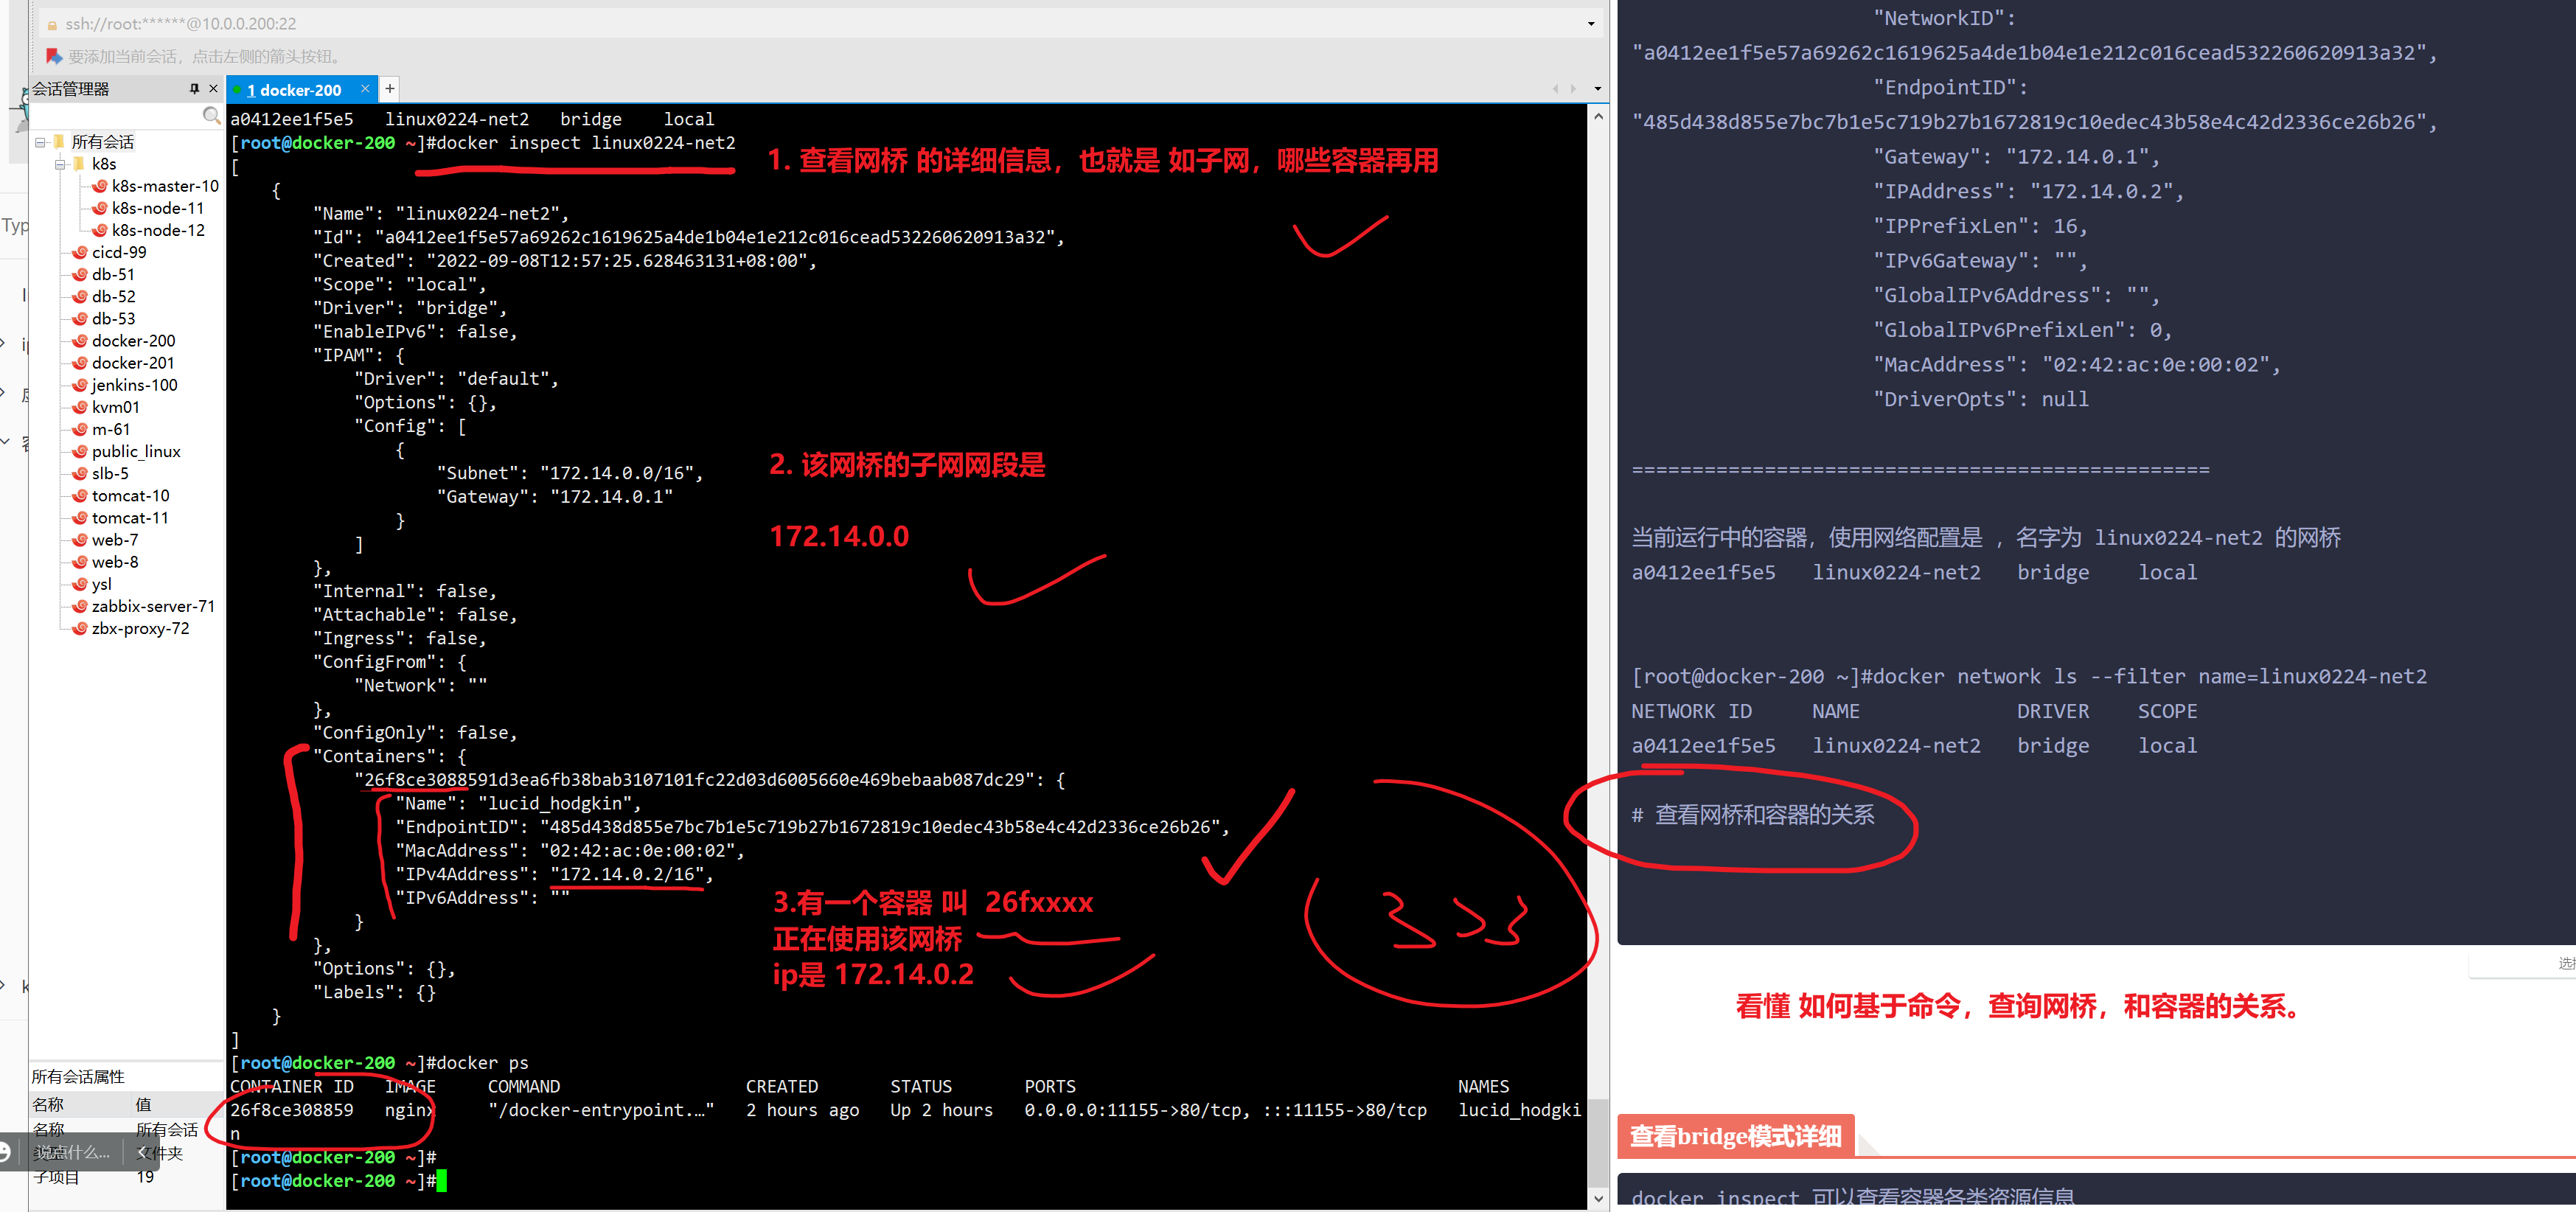 ssh://root:******@10.0.0.200:22
要添加当前会话，点击左侧的箭头按钮。
会话管理器
所有会话
k8s
k8s-master-10
k8s-node-11
k8s-node-12
cicd-99
db-51
db-52
db-53
docker-200
docker-201
jenkins-100
kvm01
m-61
public_linux
slb-5
tomcat-10
tomcat-11
web-7
web-8
ysl
zabbix-server-71
zbx-proxy-72
所有会话属性
名称 值
名称 所有会话
说点什么...
文件夹
子项目 19
Typ
1 docker-200 × +
a0412ee1f5e5 linux0224-net2 bridge local
[root@docker-200 ~]#docker inspect linux0224-net2
[
{
"Name": "linux0224-net2",
"Id": "a0412ee1f5e57a69262c1619625a4de1b04e1e212c016cead532260620913a32",
"Created": "2022-09-08T12:57:25.628463131+08:00",
"Scope": "local",
"Driver": "bridge",
"EnableIPv6": false,
"IPAM": {
"Driver": "default",
"Options": {},
"Config": [
{
"Subnet": "172.14.0.0/16",
"Gateway": "172.14.0.1"
}
]
},
"Internal": false,
"Attachable": false,
"Ingress": false,
"ConfigFrom": {
"Network": ""
},
"ConfigOnly": false,
"Containers": {
"26f8ce3088591d3ea6fb38bab3107101fc22d03d6005660e469bebaab087dc29": {
"Name": "lucid_hodgkin",
"EndpointID": "485d438d855e7bc7b1e5c719b27b1672819c10edec43b58e4c42d2336ce26b26",
"MacAddress": "02:42:ac:0e:00:02",
"IPv4Address": "172.14.0.2/16",
"IPv6Address": ""
}
},
"Options": {},
"Labels": {}
}
]
[root@docker-200 ~]#docker ps
CONTAINER ID IMAGE COMMAND CREATED STATUS PORTS NAMES
26f8ce308859 nginx "/docker-entrypoint.…" 2 hours ago Up 2 hours 0.0.0.0:11155->80/tcp, :::11155->80/tcp lucid_hodgki
n
[root@docker-200 ~]#
[root@docker-200 ~]#
1. 查看网桥 的详细信息，也就是 如子网，哪些容器再用
2. 该网桥的子网网段是
172.14.0.0
3.有一个容器 叫 26fxxxx
正在使用该网桥
ip是 172.14.0.2
"NetworkID":
"a0412ee1f5e57a69262c1619625a4de1b04e1e212c016cead532260620913a32",
"EndpointID":
"485d438d855e7bc7b1e5c719b27b1672819c10edec43b58e4c42d2336ce26b26",
"Gateway": "172.14.0.1",
"IPAddress": "172.14.0.2",
"IPPrefixLen": 16,
"IPv6Gateway": "",
"GlobalIPv6Address": "",
"GlobalIPv6PrefixLen": 0,
"MacAddress": "02:42:ac:0e:00:02",
"DriverOpts": null
================================================
当前运行中的容器，使用网络配置是 ，名字为 linux0224-net2 的网桥
a0412ee1f5e5 linux0224-net2 bridge local
[root@docker-200 ~]#docker network ls --filter name=linux0224-net2
NETWORK ID NAME DRIVER SCOPE
a0412ee1f5e5 linux0224-net2 bridge local
# 查看网桥和容器的关系
看懂 如何基于命令，查询网桥，和容器的关系。
查看bridge模式详细
docker inspect 可以查看容器各类资源信息